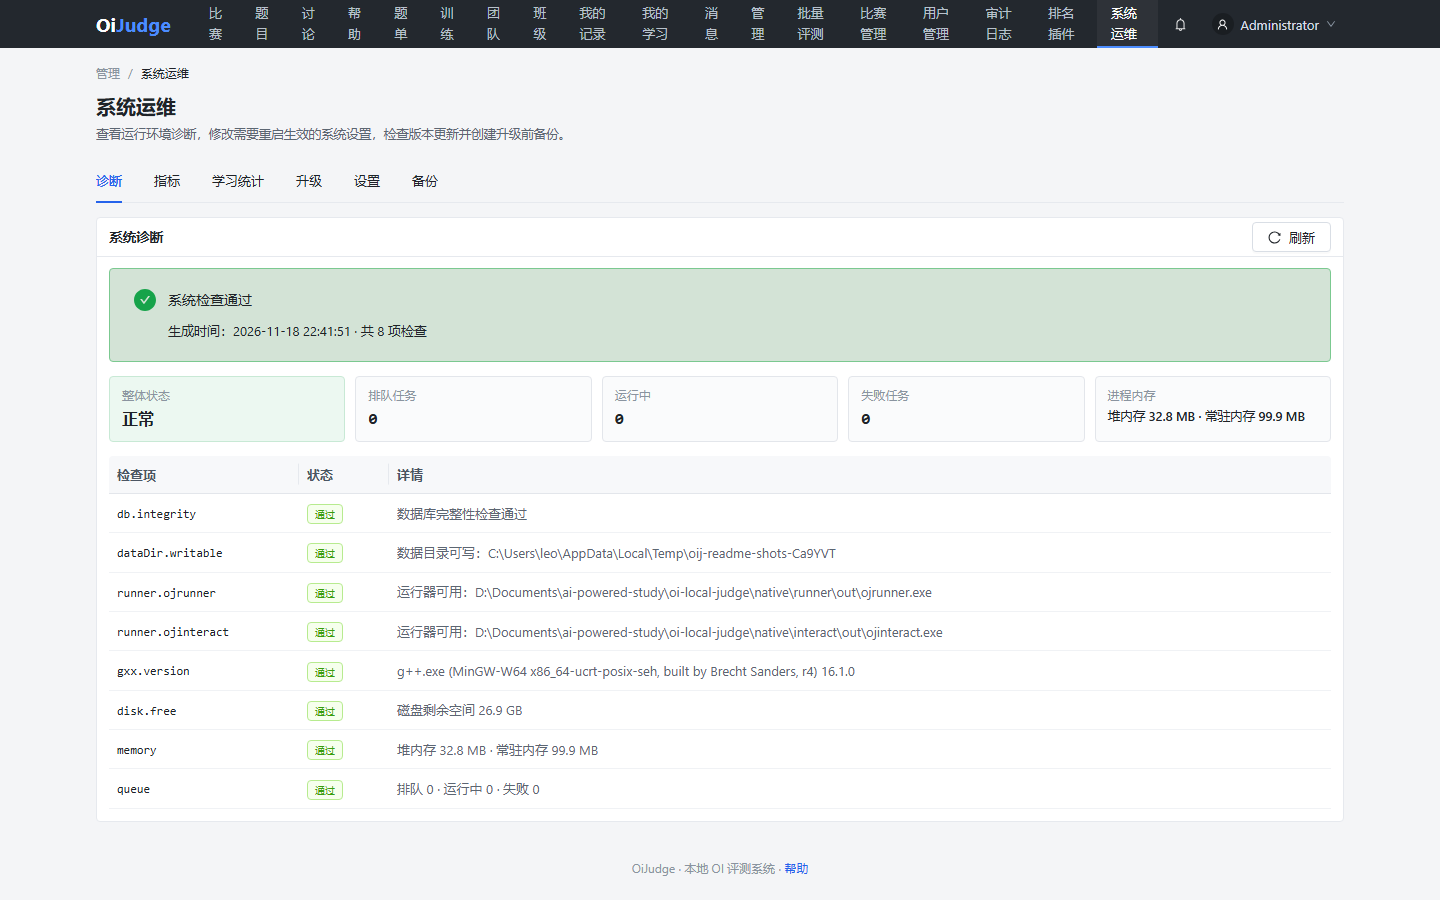 OiJudge
比赛
题目
讨论
帮助
题单
训练
团队
班级
我的记录
我的学习
消息
管理
批量评测
比赛管理
用户管理
审计日志
排名插件
系统运维
Administrator
管理 / 系统运维
系统运维
查看运行环境诊断，修改需要重启生效的系统设置，检查版本更新并创建升级前备份。
诊断 指标 学习统计 升级 设置 备份
系统诊断 刷新
系统检查通过
生成时间：2026-11-18 22:41:51 · 共 8 项检查
整体状态
正常
排队任务
0
运行中
0
失败任务
0
进程内存
堆内存 32.8 MB · 常驻内存 99.9 MB
检查项 状态 详情
db.integrity 通过 数据库完整性检查通过
dataDir.writable 通过 数据目录可写：C:\Users\leo\AppData\Local\Temp\oij-readme-shots-Ca9YVT
runner.ojrunner 通过 运行器可用：D:\Documents\ai-powered-study\oi-local-judge\native\runner\out\ojrunner.exe
runner.ojinteract 通过 运行器可用：D:\Documents\ai-powered-study\oi-local-judge\native\interact\out\ojinteract.exe
gxx.version 通过 g++.exe (MinGW-W64 x86_64-ucrt-posix-seh, built by Brecht Sanders, r4) 16.1.0
disk.free 通过 磁盘剩余空间 26.9 GB
memory 通过 堆内存 32.8 MB · 常驻内存 99.9 MB
queue 通过 排队 0 · 运行中 0 · 失败 0
OiJudge · 本地 OI 评测系统 · 帮助